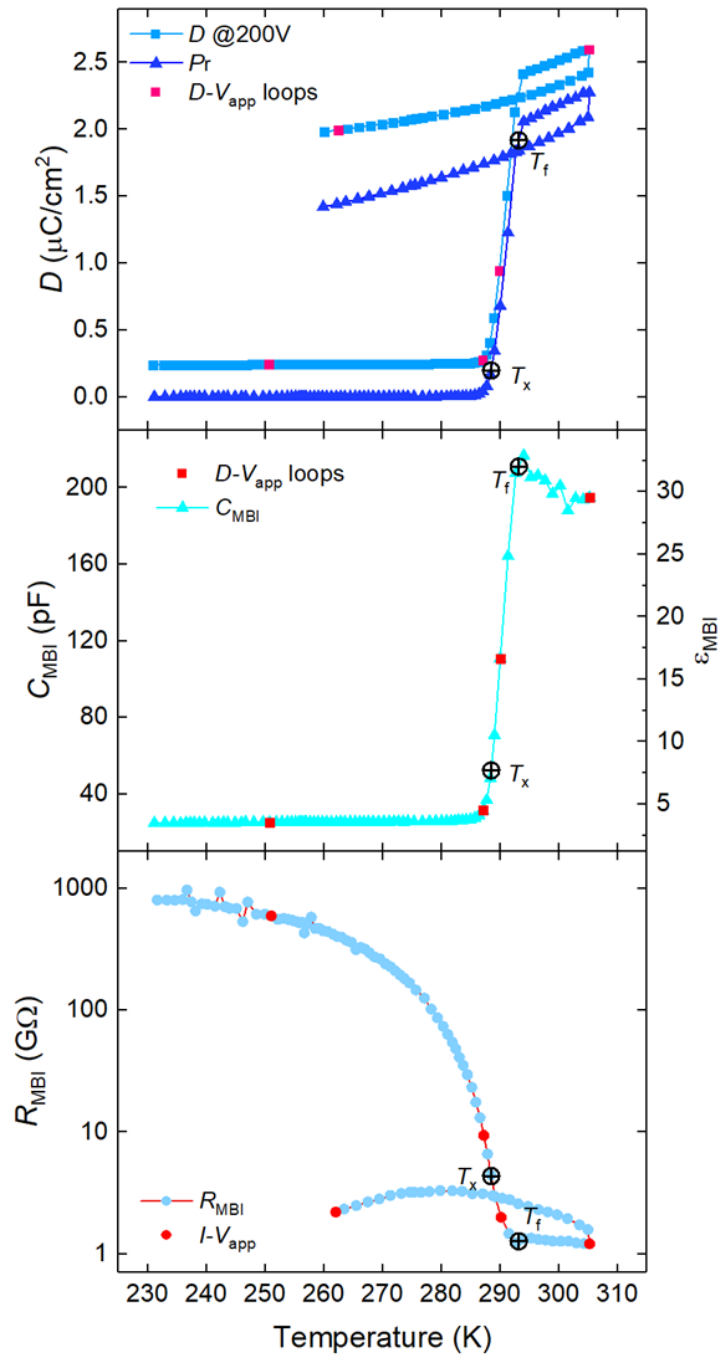 D @200V
Pr
D-Vapp loops
2.5
2.0
1.5
1.0
0.5
0.0
D (μC/cm²)
Tf
Tx
D-Vapp loops
CMBI
200
160
120
80
40
CMBI (pF)
30
25
20
15
10
5
εMBI
Tf
Tx
1000
100
10
1
RMBI (GΩ)
Tx
Tf
RMBI
I-Vapp
230 240 250 260 270 280 290 300 310
Temperature (K)